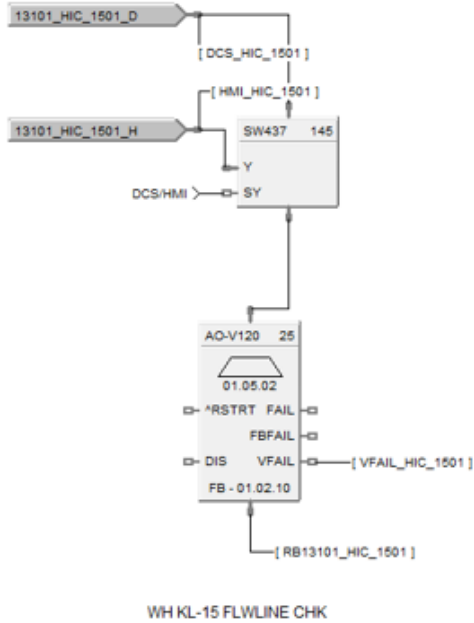 13101_HIC_1501_D
[ DCS_HIC_1501 ]
[ HMI_HIC_1501 ]
13101_HIC_1501_H
SW437 145
Y
DCS/HMI
SY
AO-V120 25
01.05.02
^RSTRT FAIL
FBFAIL
DIS VFAIL
[ VFAIL_HIC_1501 ]
FB - 01.02.10
[ RB13101_HIC_1501 ]
WH KL-15 FLWLINE CHK